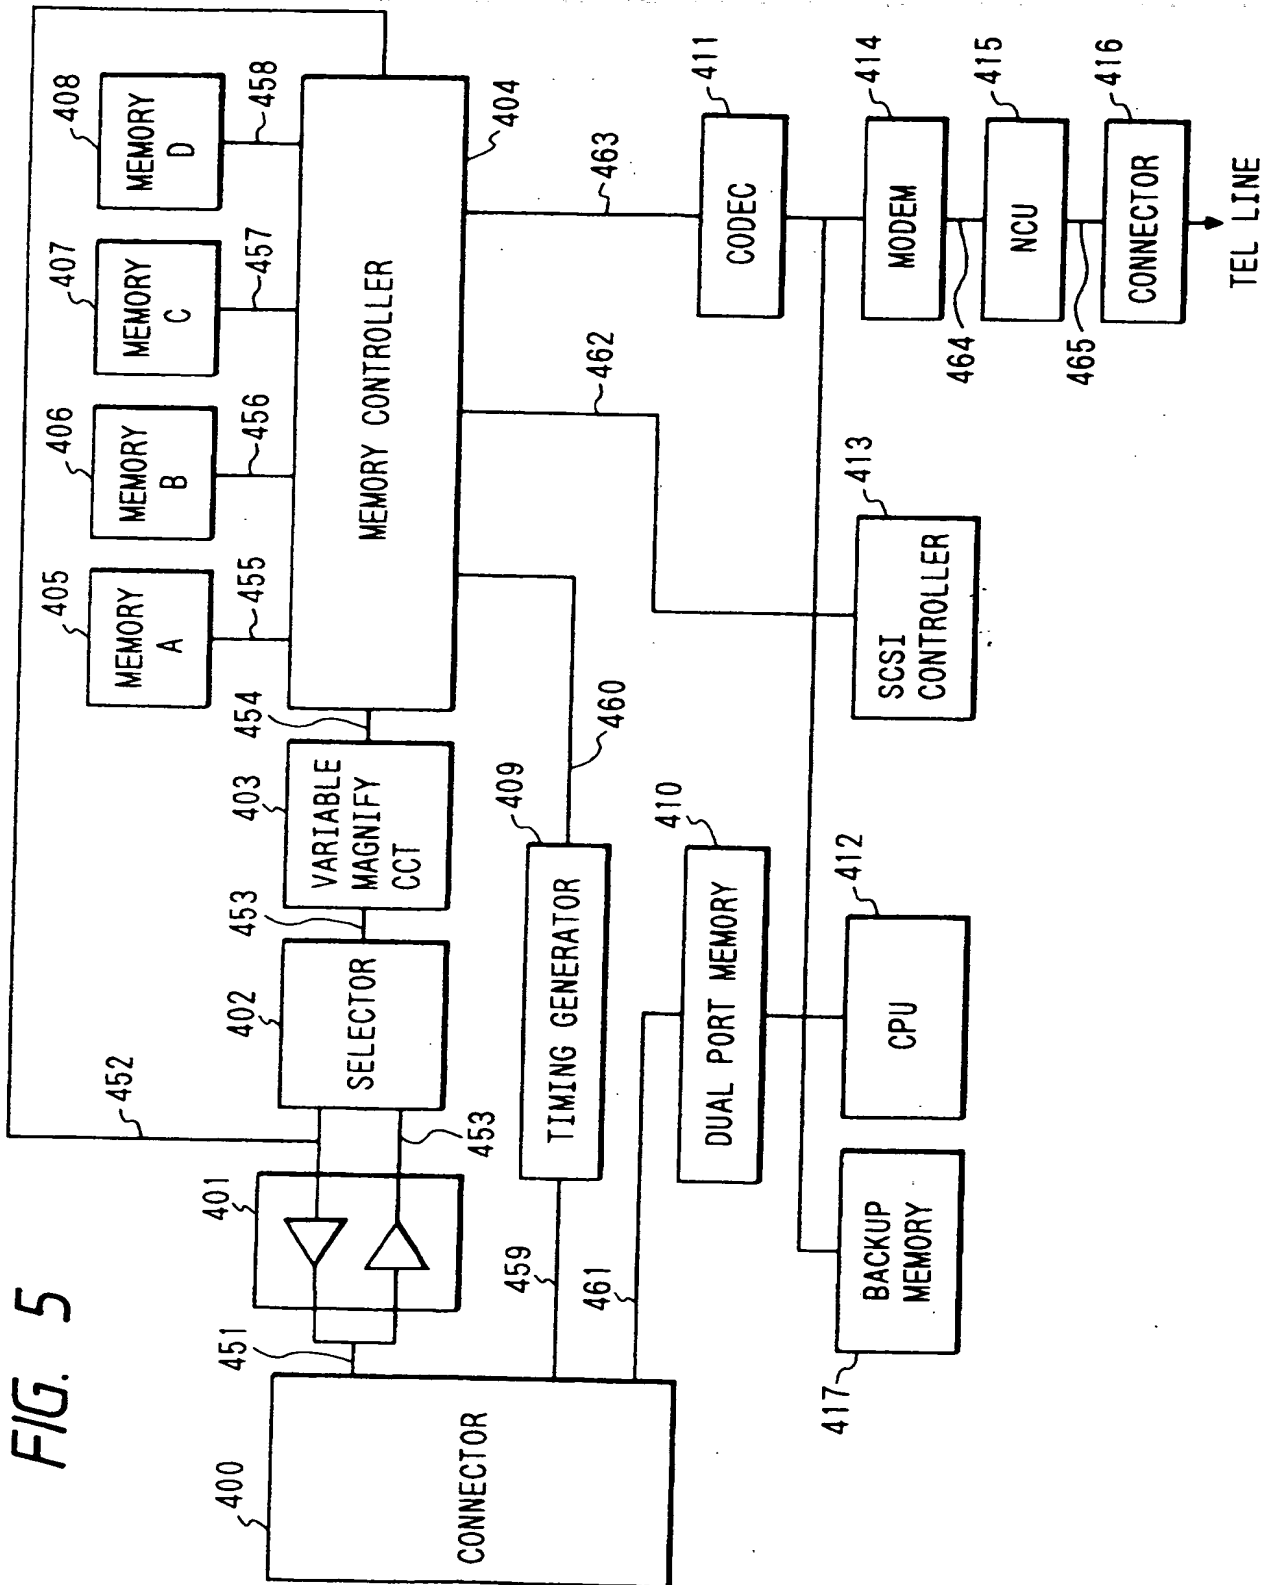 FIG. 5
408
MEMORY
D
458
407
MEMORY
C
457
406
MEMORY
B
456
405
MEMORY
A
455
404
MEMORY CONTROLLER
454
403
VARIABLE
MAGNIFY
CCT
453
402
SELECTOR
452
453
401
451
400
CONNECTOR
459
409
TIMING GENERATOR
460
461
410
DUAL PORT MEMORY
462
463
411
CODEC
414
MODEM
464
415
NCU
465
416
CONNECTOR
TEL LINE
413
SCSI
CONTROLLER
412
CPU
417
BACKUP
MEMORY